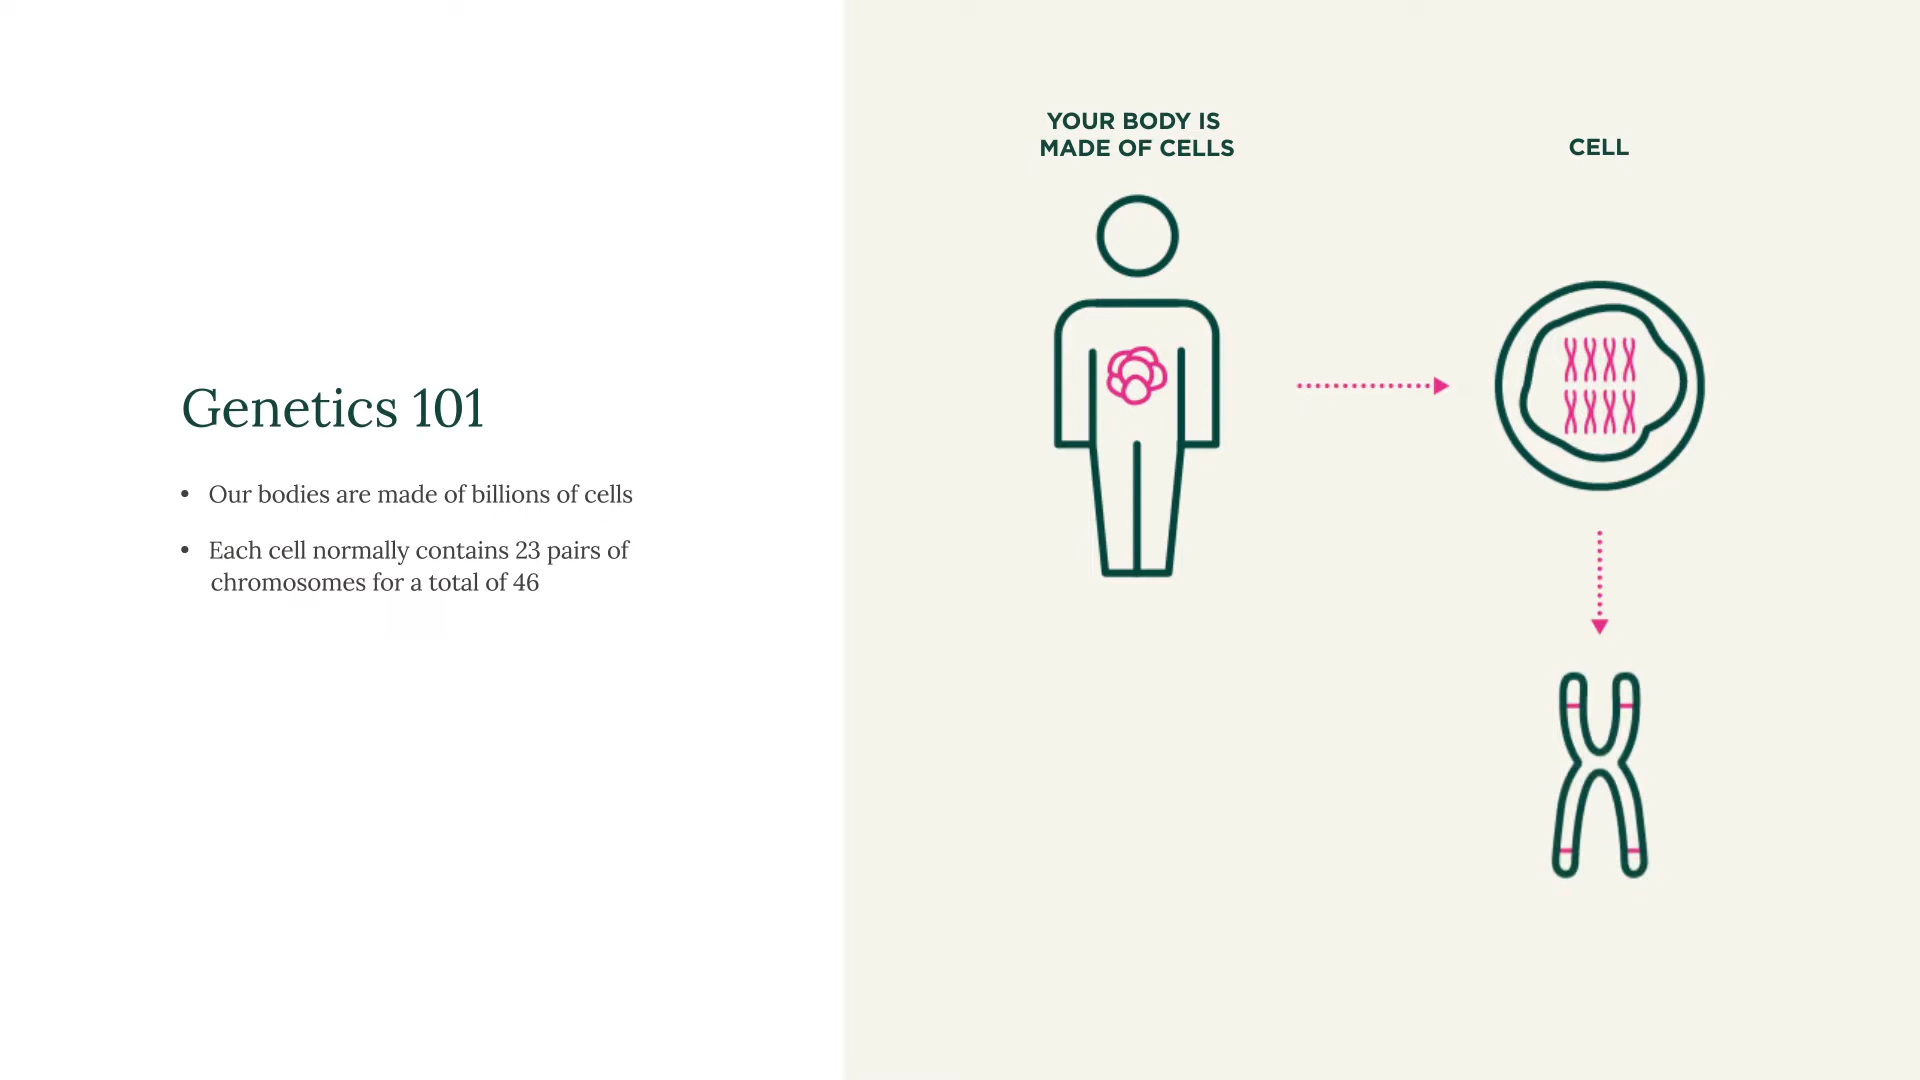 Genetics 101
• Our bodies are made of billions of cells
• Each cell normally contains 23 pairs of
chromosomes for a total of 46
YOUR BODY IS
MADE OF CELLS
CELL